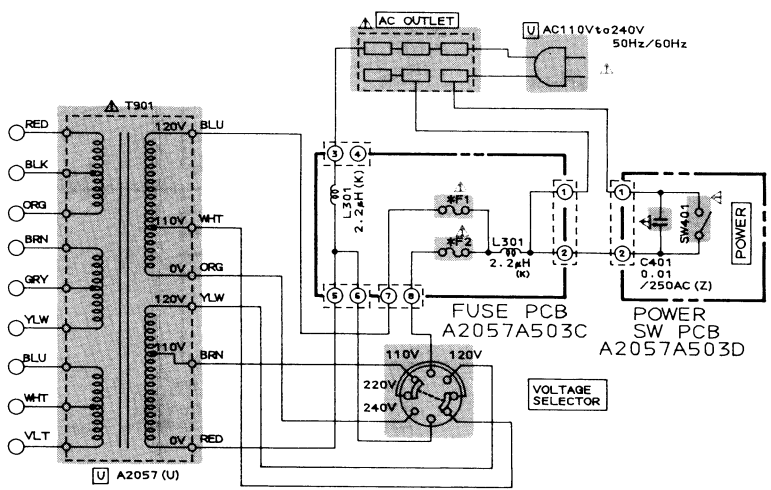 AC OUTLET
U AC110Vto240V
50Hz/60Hz
T901
RED
BLK
ORG
BRN
GRY
YLW
BLU
WHT
VLT
120V BLU
110V WHT
0V ORG
120V YLW
110V BRN
0V RED
U A2057 (U)
3 4
L301
2.2μH (K)
*F1
*F2
L301
2.2μH
(K)
1
2
5 6 7 8
FUSE PCB
A2057A503C
1
2
SW401
POWER
C401
0.01
/250AC (Z)
POWER
SW PCB
A2057A503D
110V 120V
220V
240V
VOLTAGE
SELECTOR